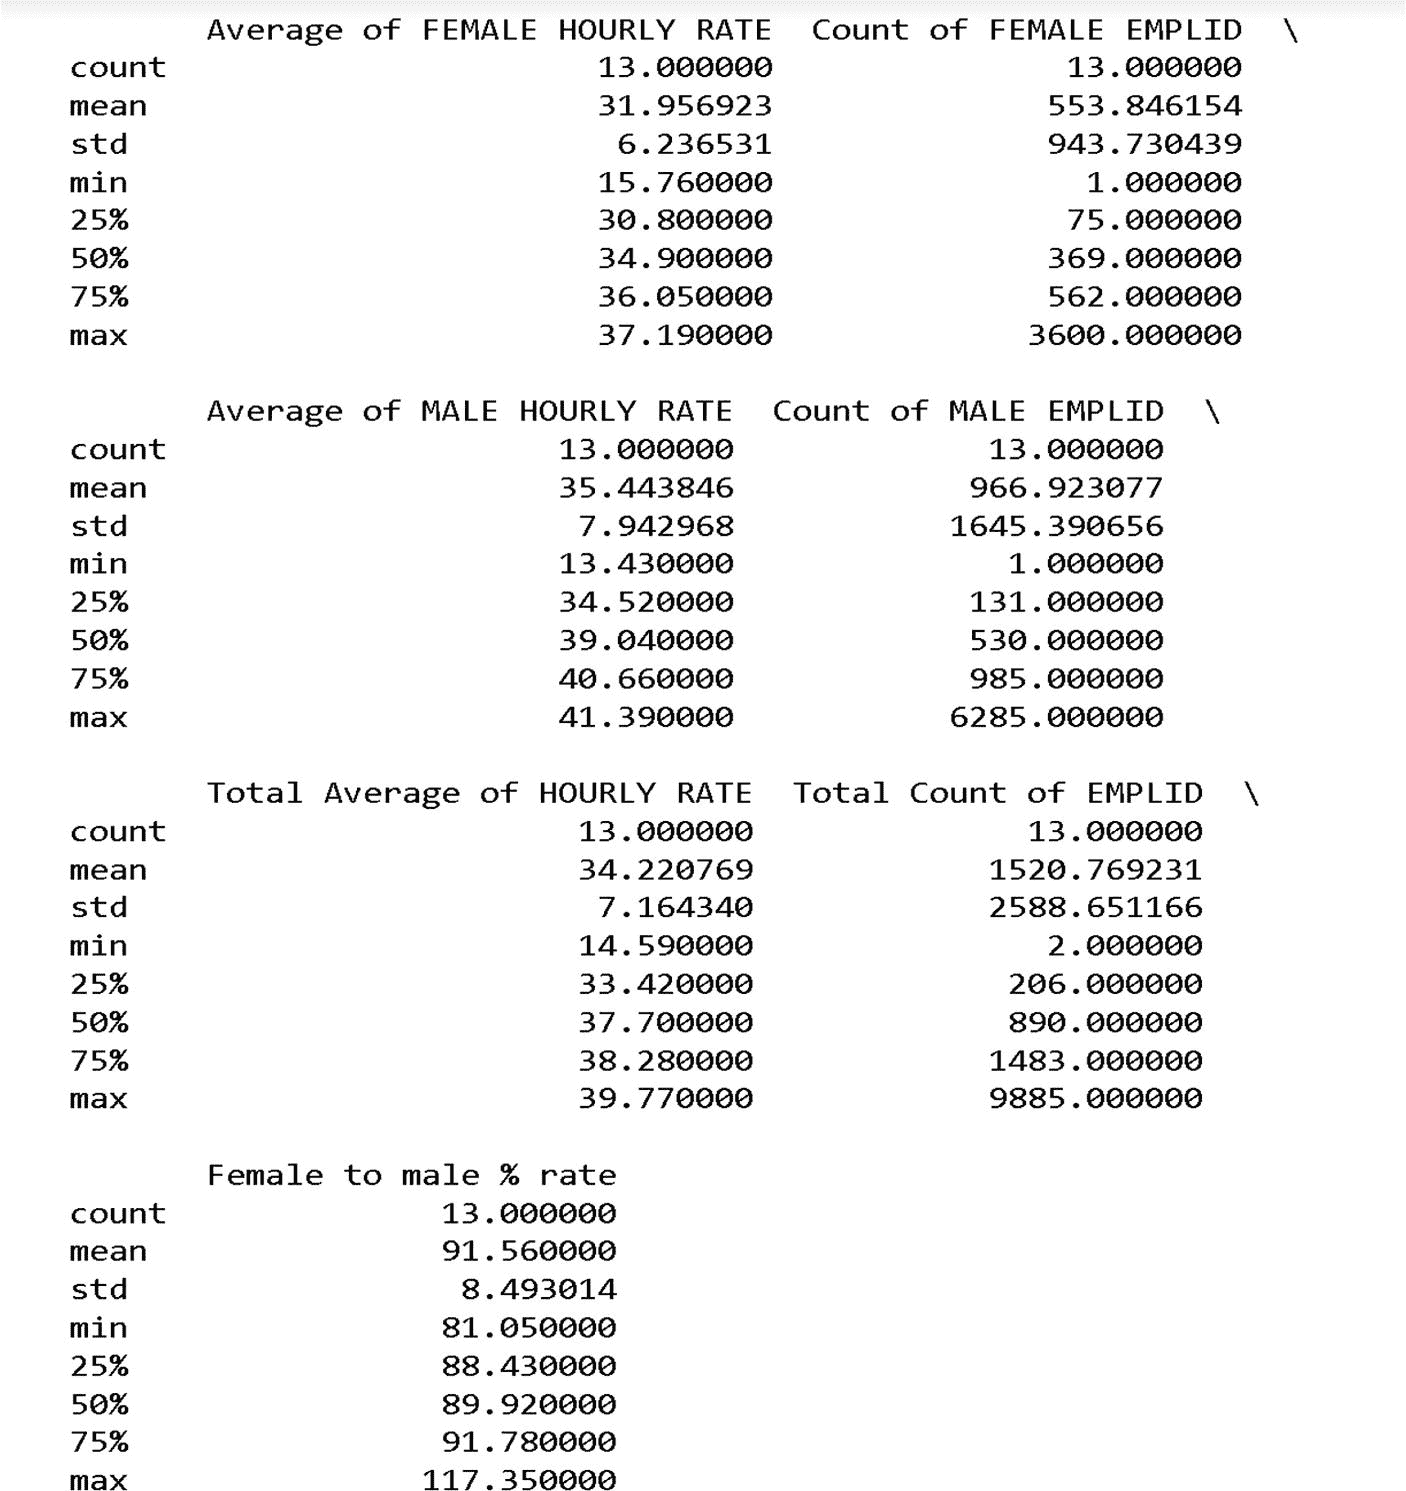 Average of FEMALE HOURLY RATE Count of FEMALE EMPLID \
count 13.000000 13.000000
mean 31.956923 553.846154
std 6.236531 943.730439
min 15.760000 1.000000
25% 30.800000 75.000000
50% 34.900000 369.000000
75% 36.050000 562.000000
max 37.190000 3600.000000
Average of MALE HOURLY RATE Count of MALE EMPLID \
count 13.000000 13.000000
mean 35.443846 966.923077
std 7.942968 1645.390656
min 13.430000 1.000000
25% 34.520000 131.000000
50% 39.040000 530.000000
75% 40.660000 985.000000
max 41.390000 6285.000000
Total Average of HOURLY RATE Total Count of EMPLID \
count 13.000000 13.000000
mean 34.220769 1520.769231
std 7.164340 2588.651166
min 14.590000 2.000000
25% 33.420000 206.000000
50% 37.700000 890.000000
75% 38.280000 1483.000000
max 39.770000 9885.000000
Female to male % rate
count 13.000000
mean 91.560000
std 8.493014
min 81.050000
25% 88.430000
50% 89.920000
75% 91.780000
max 117.350000